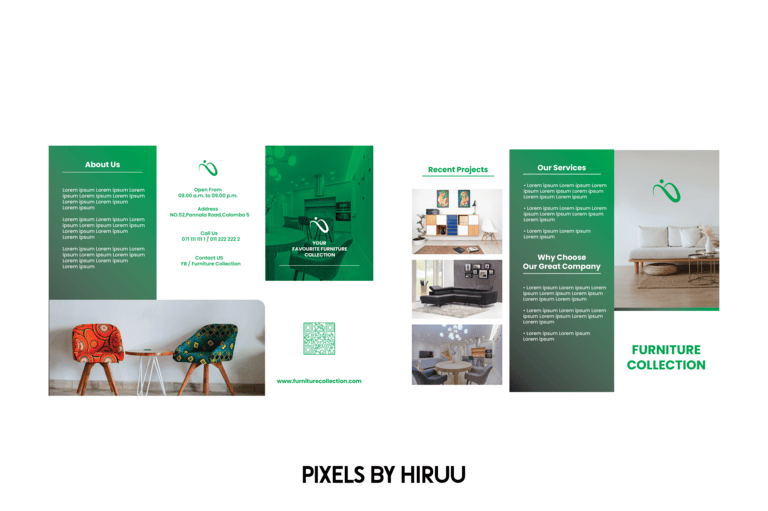 About Us
Lorem Ipsum Lorem Ipsum Lorem
Ipsum Lorem Ipsum Lorem Ipsum
Lorem Ipsum Lorem Ipsum
Lorem Ipsum
Lorem Ipsum Lorem Ipsum Lorem
Ipsum Lorem Ipsum Lorem Ipsum
Lorem Ipsum Lorem Ipsum
Lorem Ipsum
Lorem Ipsum Lorem Ipsum Lorem
Ipsum Lorem Ipsum Lorem Ipsum
Lorem Ipsum Lorem Ipsum
Lorem Ipsum
Open From
09.00 a.m. to 09.00 p.m.
Address
NO.52,Pannala Road,Colombo 5
Call Us
071 111 111 1 / 011 222 222 2
Contact US
FB / Furniture Collection
YOUR
FAVOURITE FURNITURE
COLLECTION
www.furniturecollection.com
Recent Projects
Our Services
• Lorem Ipsum Lorem Ipsum Lorem
Ipsum Lorem Ipsum Lorem Ipsum
Lorem Ipsum
• Lorem Ipsum Lorem Ipsum Lorem
Ipsum Lorem Ipsum Lorem Ipsum
Lorem Ipsum
• Lorem Ipsum Lorem Ipsum
Lorem Ipsum
Why Choose
Our Great Company
• Lorem Ipsum Lorem Ipsum Lorem
Ipsum Lorem Ipsum Lorem Ipsum
Lorem Ipsum
• Lorem Ipsum Lorem Ipsum Lorem
Ipsum Lorem Ipsum Lorem Ipsum
Lorem Ipsum
• Lorem Ipsum Lorem Ipsum
Lorem Ipsum
FURNITURE
COLLECTION
PIXELS BY HIRUU